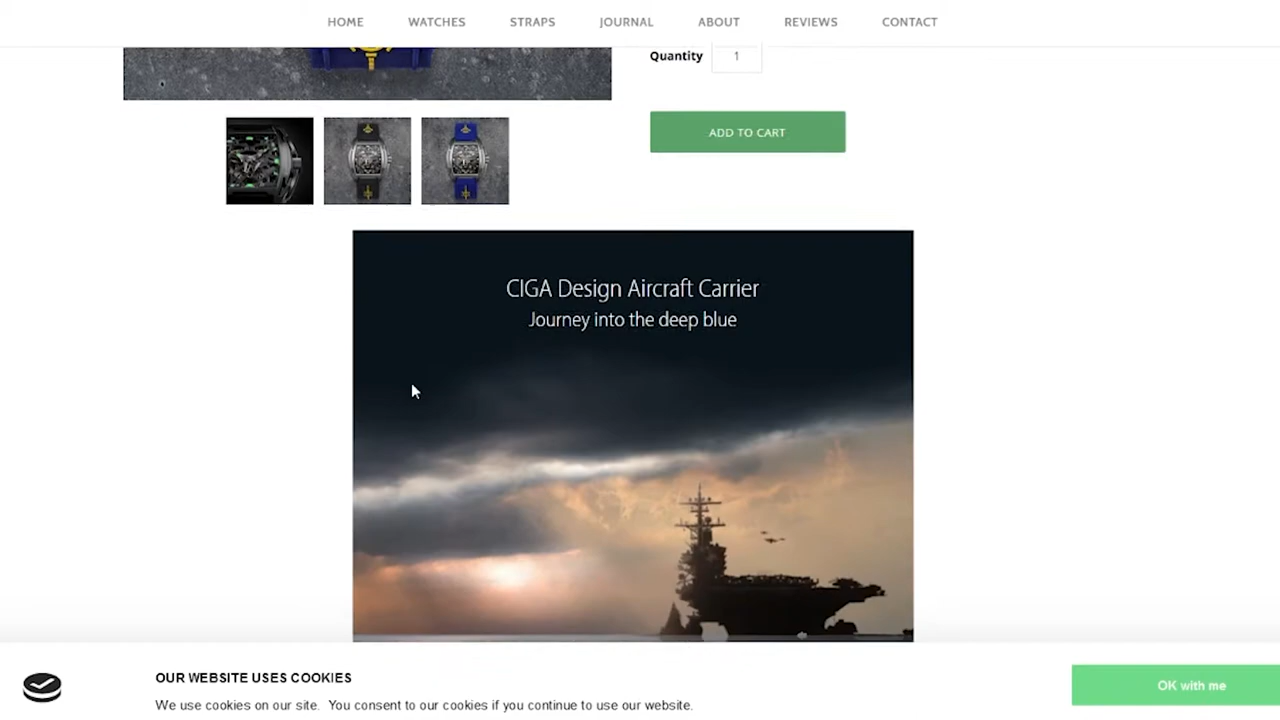 HOME WATCHES STRAPS JOURNAL ABOUT REVIEWS CONTACT
Quantity 1
ADD TO CART
CIGA Design Aircraft Carrier
Journey into the deep blue
OUR WEBSITE USES COOKIES
We use cookies on our site. You consent to our cookies if you continue to use our website.
OK with me